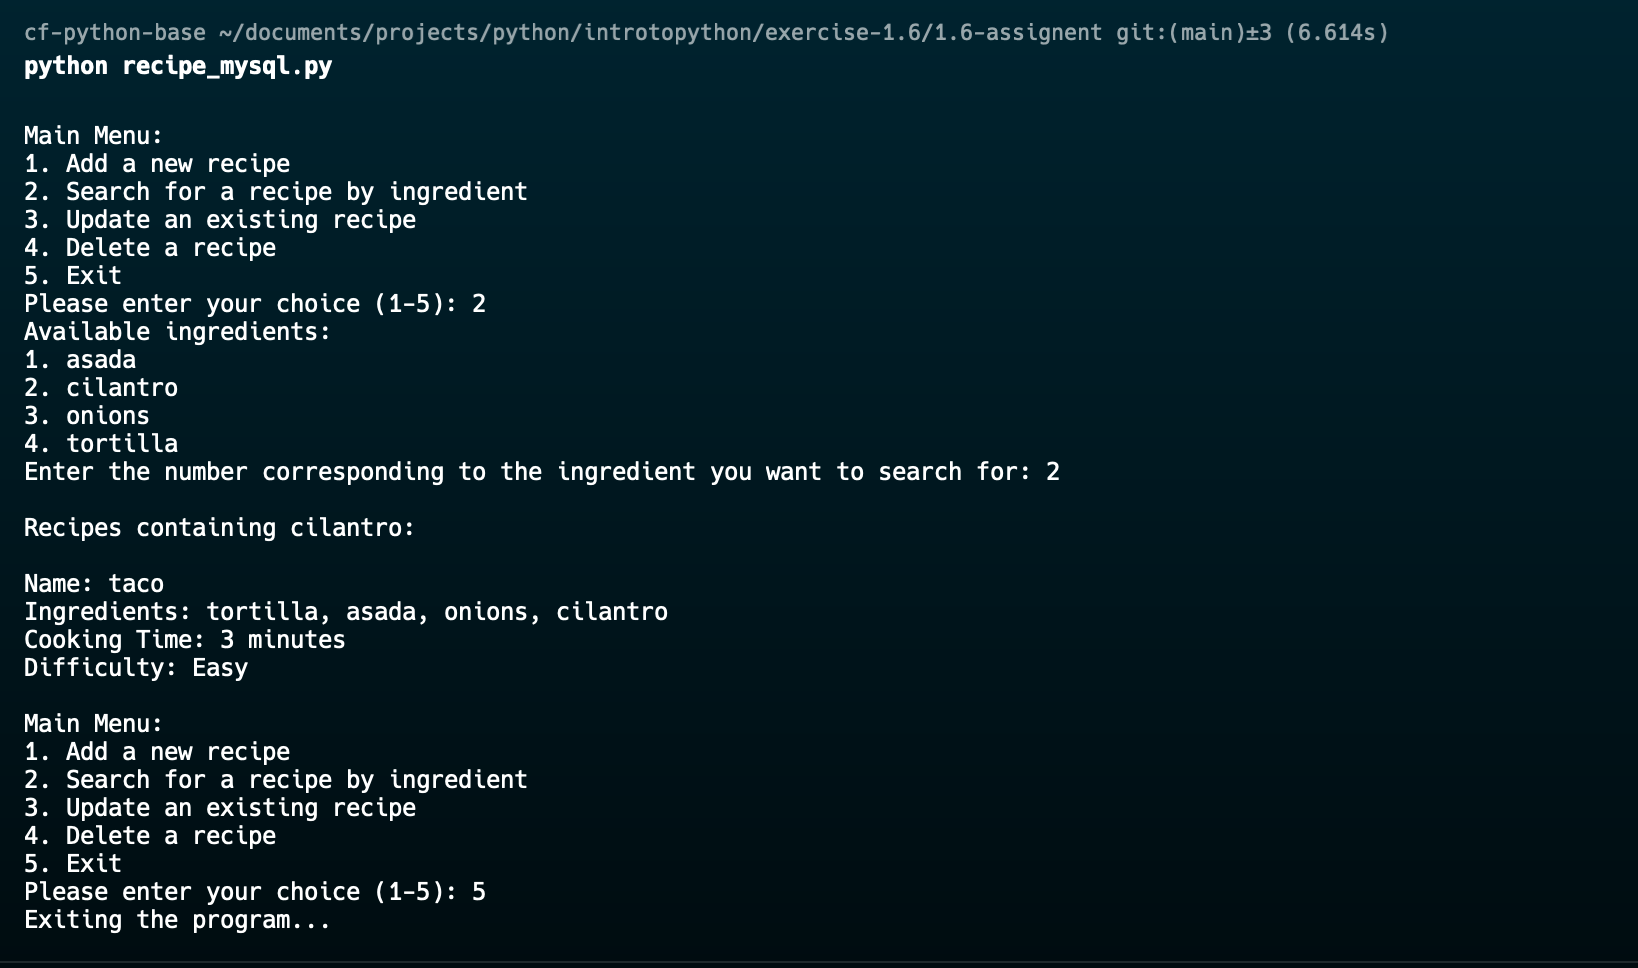 cf-python-base ~/documents/projects/python/introtopython/exercise-1.6/1.6-assignent git:(main)±3 (6.614s)
python recipe_mysql.py
Main Menu:
1. Add a new recipe
2. Search for a recipe by ingredient
3. Update an existing recipe
4. Delete a recipe
5. Exit
Please enter your choice (1-5): 2
Available ingredients:
1. asada
2. cilantro
3. onions
4. tortilla
Enter the number corresponding to the ingredient you want to search for: 2
Recipes containing cilantro:
Name: taco
Ingredients: tortilla, asada, onions, cilantro
Cooking Time: 3 minutes
Difficulty: Easy
Main Menu:
1. Add a new recipe
2. Search for a recipe by ingredient
3. Update an existing recipe
4. Delete a recipe
5. Exit
Please enter your choice (1-5): 5
Exiting the program...